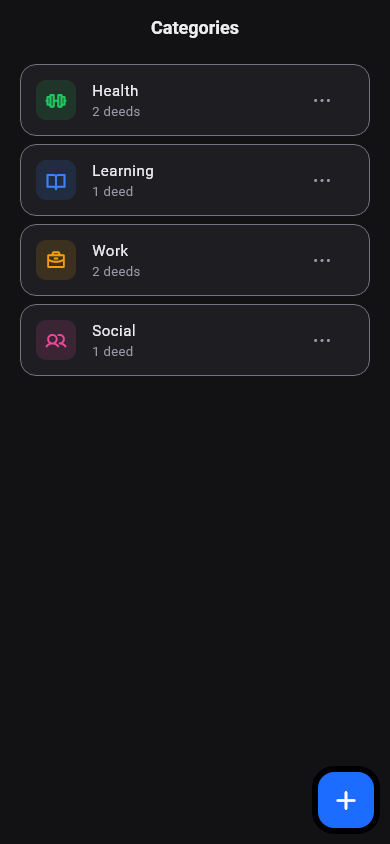 Categories
Health
2 deeds
Learning
1 deed
Work
2 deeds
Social
1 deed